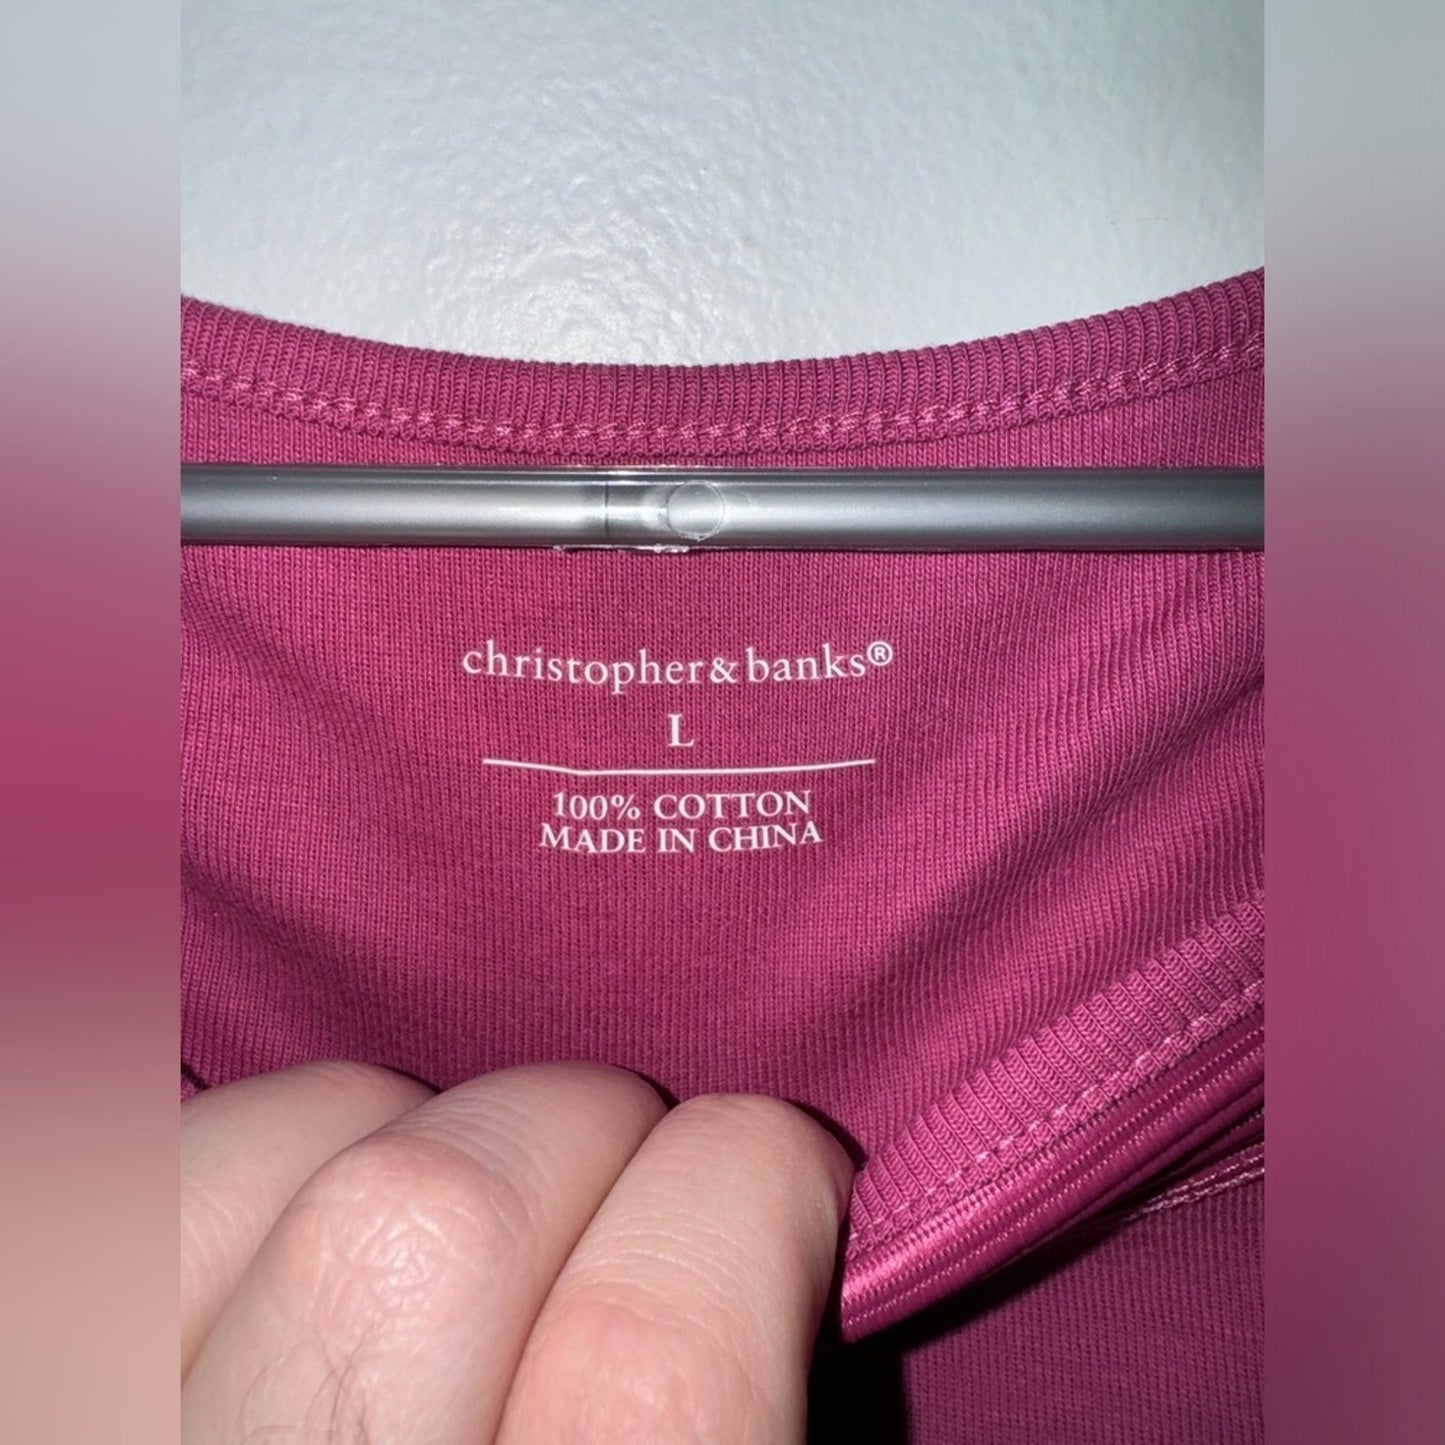 christopher & banks®
L
100% COTTON
MADE IN CHINA